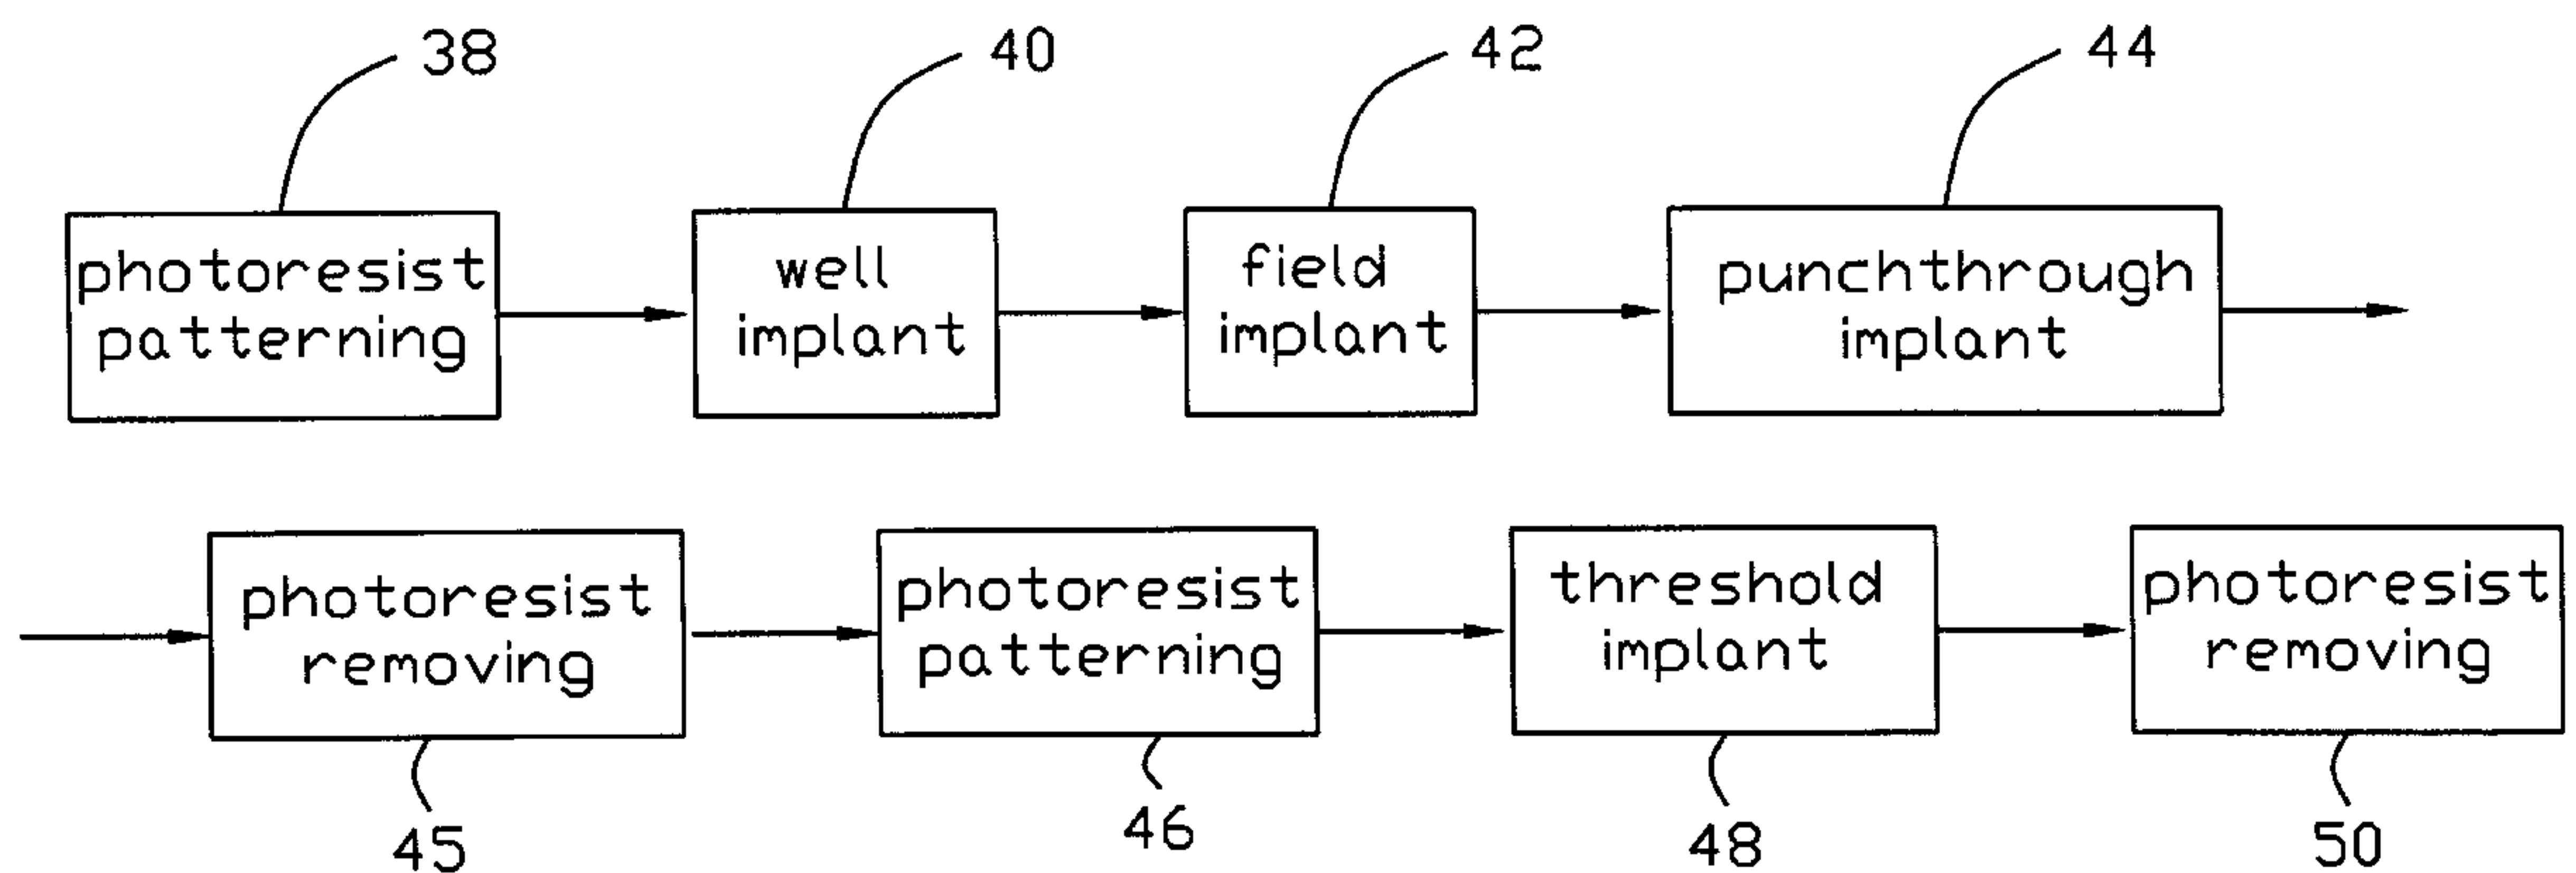 38
40
42
44
photoresist
patterning
well
implant
field
implant
punchthrough
implant
photoresist
removing
photoresist
patterning
threshold
implant
photoresist
removing
45
46
48
50